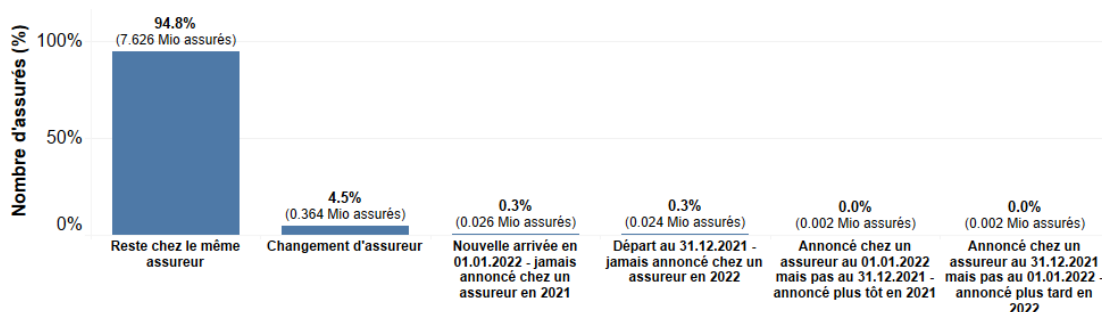 Nombre d'assurés (%)
100%
50%
0%
94.8%
(7.626 Mio assurés)
4.5%
(0.364 Mio assurés)
0.3%
(0.026 Mio assurés)
0.3%
(0.024 Mio assurés)
0.0%
(0.002 Mio assurés)
0.0%
(0.002 Mio assurés)
Reste chez le même
assureur
Changement d'assureur
Nouvelle arrivée en
01.01.2022 - jamais
annoncé chez un
assureur en 2021
Départ au 31.12.2021 -
jamais annoncé chez un
assureur en 2022
Annoncé chez un
assureur au 01.01.2022
mais pas au 31.12.2021 -
annoncé plus tôt en 2021
Annoncé chez un
assureur au 31.12.2021
mais pas au 01.01.2022 -
annoncé plus tard en
2022